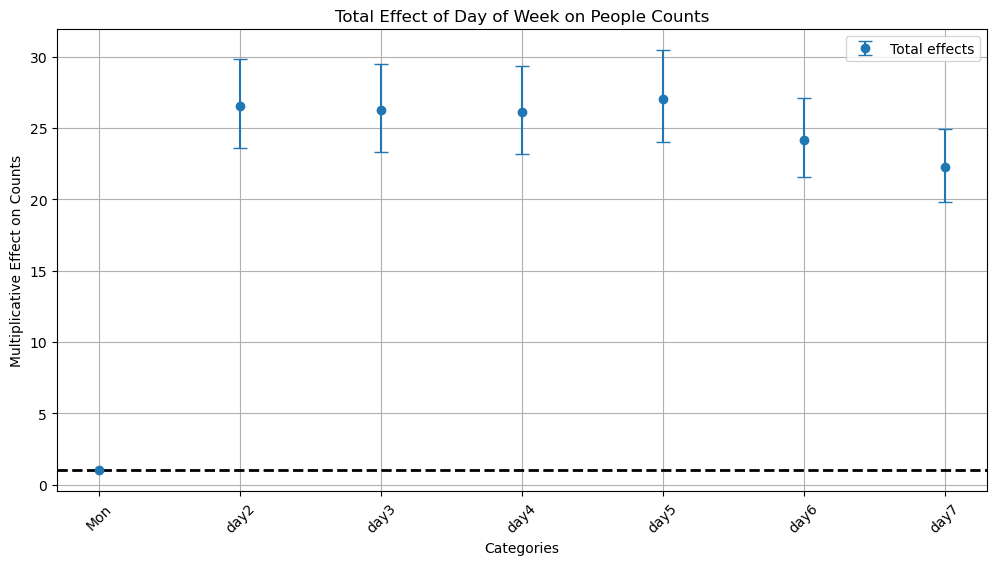 Total Effect of Day of Week on People Counts
Total effects
Multiplicative Effect on Counts
30
25
20
15
10
5
0
Mon
day2
day3
day4
day5
day6
day7
Categories